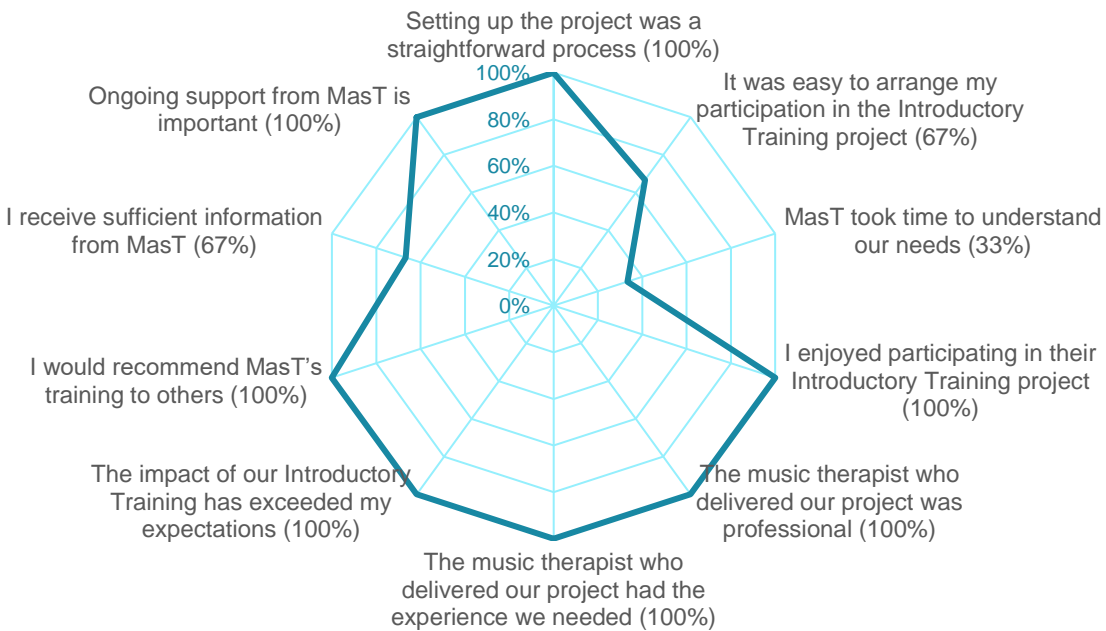 Setting up the project was a
straightforward process (100%)
It was easy to arrange my
participation in the Introductory
Training project (67%)
MasT took time to understand
our needs (33%)
I enjoyed participating in their
Introductory Training project
(100%)
The music therapist who
delivered our project was
professional (100%)
The music therapist who
delivered our project had the
experience we needed (100%)
The impact of our Introductory
Training has exceeded my
expectations (100%)
I would recommend MasT’s
training to others (100%)
I receive sufficient information
from MasT (67%)
Ongoing support from MasT is
important (100%)
100%
80%
60%
40%
20%
0%